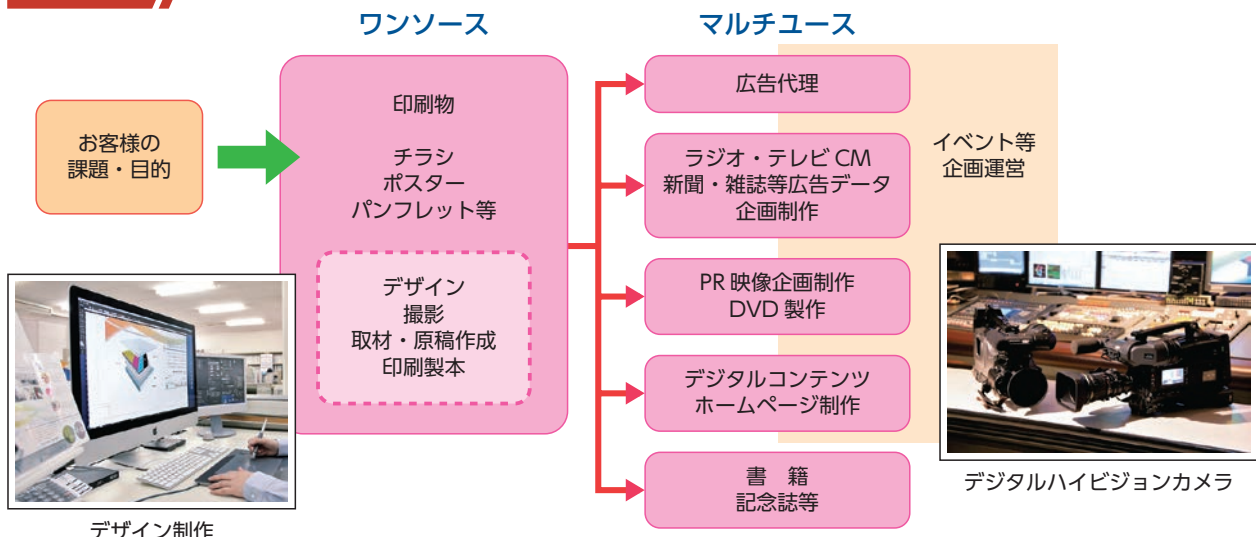 ワンソース
マルチユース
お客様の
課題・目的
印刷物
チラシ
ポスター
パンフレット等
デザイン
撮影
取材・原稿作成
印刷製本
広告代理
ラジオ・テレビ CM
新聞・雑誌等広告データ
企画制作
PR 映像企画制作
DVD 製作
デジタルコンテンツ
ホームページ制作
書　籍
記念誌等
イベント等
企画運営
デザイン制作
デジタルハイビジョンカメラ